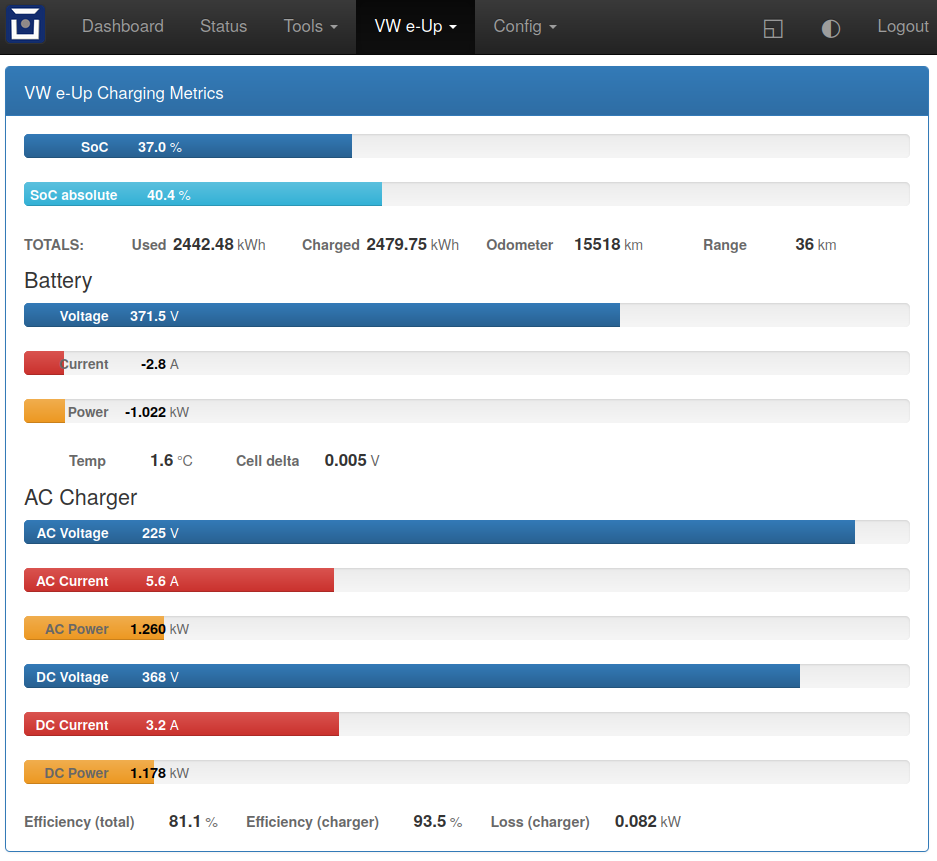 Dashboard Status Tools VW e-Up Config Logout
VW e-Up Charging Metrics
SoC 37.0 %
SoC absolute 40.4 %
TOTALS: Used 2442.48 kWh Charged 2479.75 kWh Odometer 15518 km Range 36 km
Battery
Voltage 371.5 V
Current -2.8 A
Power -1.022 kW
Temp 1.6 °C Cell delta 0.005 V
AC Charger
AC Voltage 225 V
AC Current 5.6 A
AC Power 1.260 kW
DC Voltage 368 V
DC Current 3.2 A
DC Power 1.178 kW
Efficiency (total) 81.1 % Efficiency (charger) 93.5 % Loss (charger) 0.082 kW